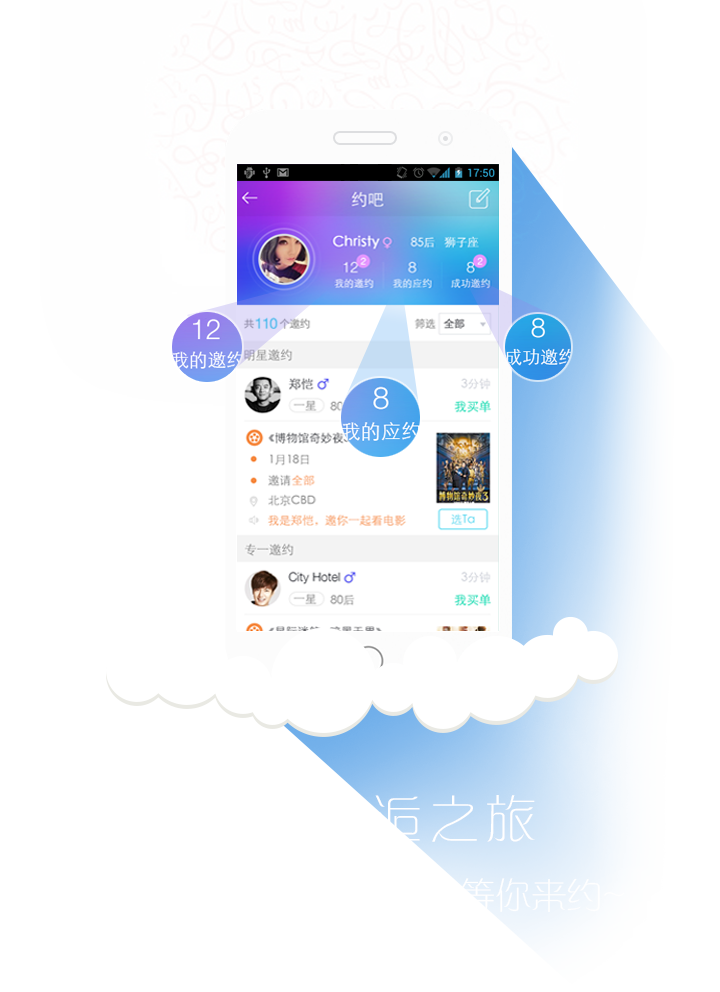 17:50
约吧
Christy♀ 85后 狮子座
12 2 8 8 2
我的邀约 我的应约 成功邀约
共110个邀约 筛选 全部
12
我的邀约
8
成功邀约
明星邀约
郑恺♂ 3分钟
一星 80 我买单
8
我的应约
《博物馆奇妙夜3
1月18日
邀请全部
北京CBD
我是郑恺，邀你一起看电影
博物馆奇妙夜3
选Ta
专一邀约
City Hotel♂ 3分钟
一星 80后 我买单
逅之旅
等你来约~